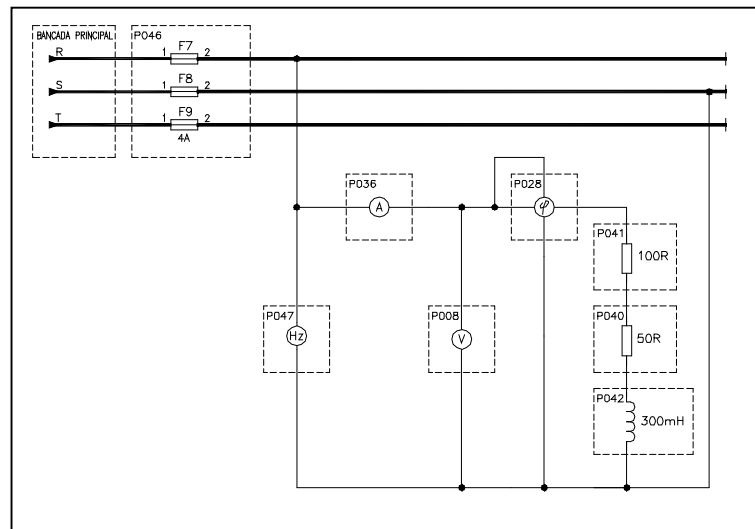 BANCADA PRINCIPAL
P046
R
1
F7
2
S
1
F8
2
T
1
F9
2
4A
P036
A
P028
φ
P041
100R
P047
Hz
P008
V
P040
50R
P042
300mH